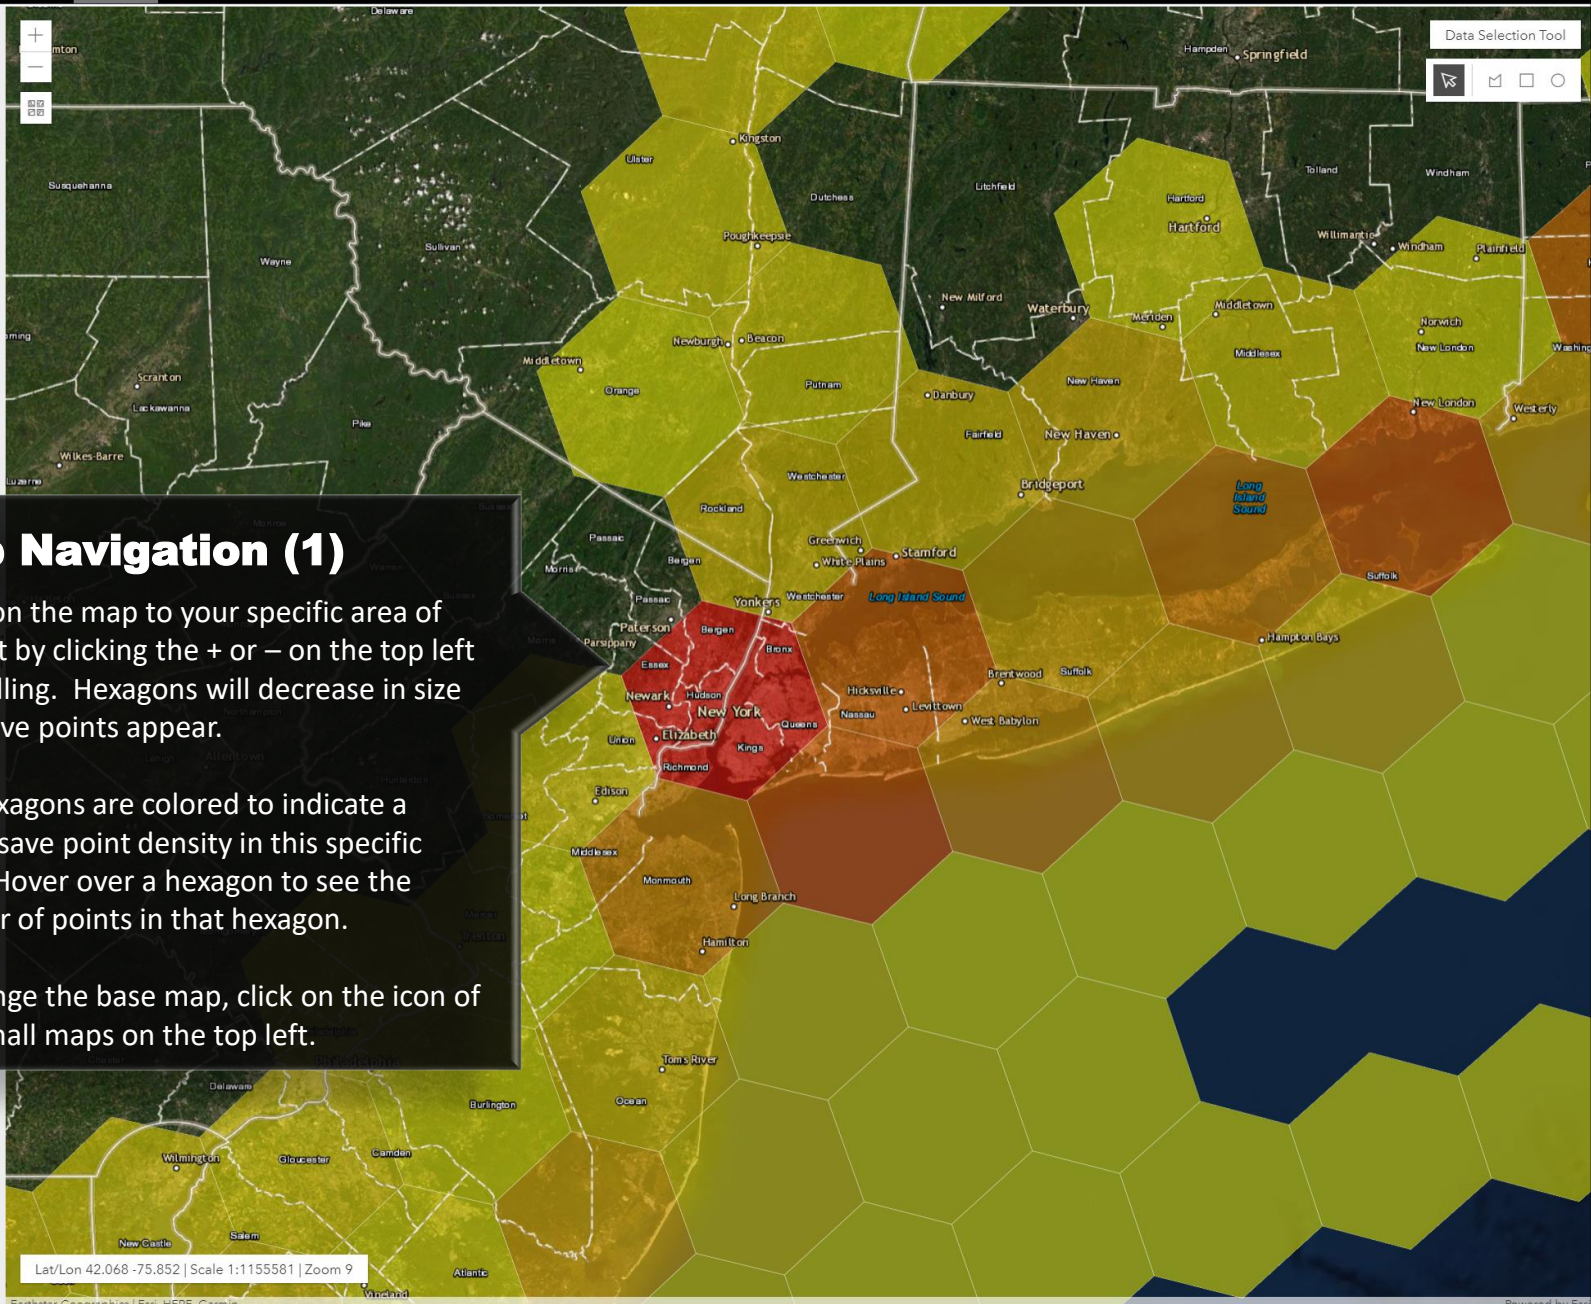 Delaware
Hampden
Springfield
Data Selection Tool
Kingston
Ulster
Susquehanna
Dutchess
Litchfield
Tolland
Windham
Hartford
Hartford
Willimantic
Windham
Plainfield
Poughkeepsie
Sullivan
Wayne
New Milford
Waterbury
Meriden
Middletown
Norwich
New London
Newburgh
Beacon
Middlesex
Middletown
Orange
Putnam
Scranton
Lackawanna
Danbury
New Haven
New London
Westerly
Pike
Fairfield
New Haven
Wilkes-Barre
Luzerne
Westchester
Bridgeport
Long
Island
Sound
Rockland
Passaic
Bergen
Morris
Greenwich
Stamford
White Plains
Suffolk
Passaic
Yonkers
Westchester
Long Island Sound
Paterson
Bergen
Parsippany
Bronx
Hampton Bays
Essex
Brentwood
Suffolk
Newark
Hudson
Hicksville
New York
Nassau
Levittown
West Babylon
Queens
Union
Elizabeth
Kings
Richmond
Edison
Middlesex
Monmouth
Long Branch
Hamilton
Navigation (1)
on the map to your specific area of
t by clicking the + or – on the top left
lling. Hexagons will decrease in size
ve points appear.
xagons are colored to indicate a
save point density in this specific
Hover over a hexagon to see the
r of points in that hexagon.
nge the base map, click on the icon of
nall maps on the top left.
Toms River
Delaware
Burlington
Ocean
Wilmington
Gloucester
Camden
New Castle
Salem
Lat/Lon 42.068 -75.852 | Scale 1:1155581 | Zoom 9
Atlantic
Vineland